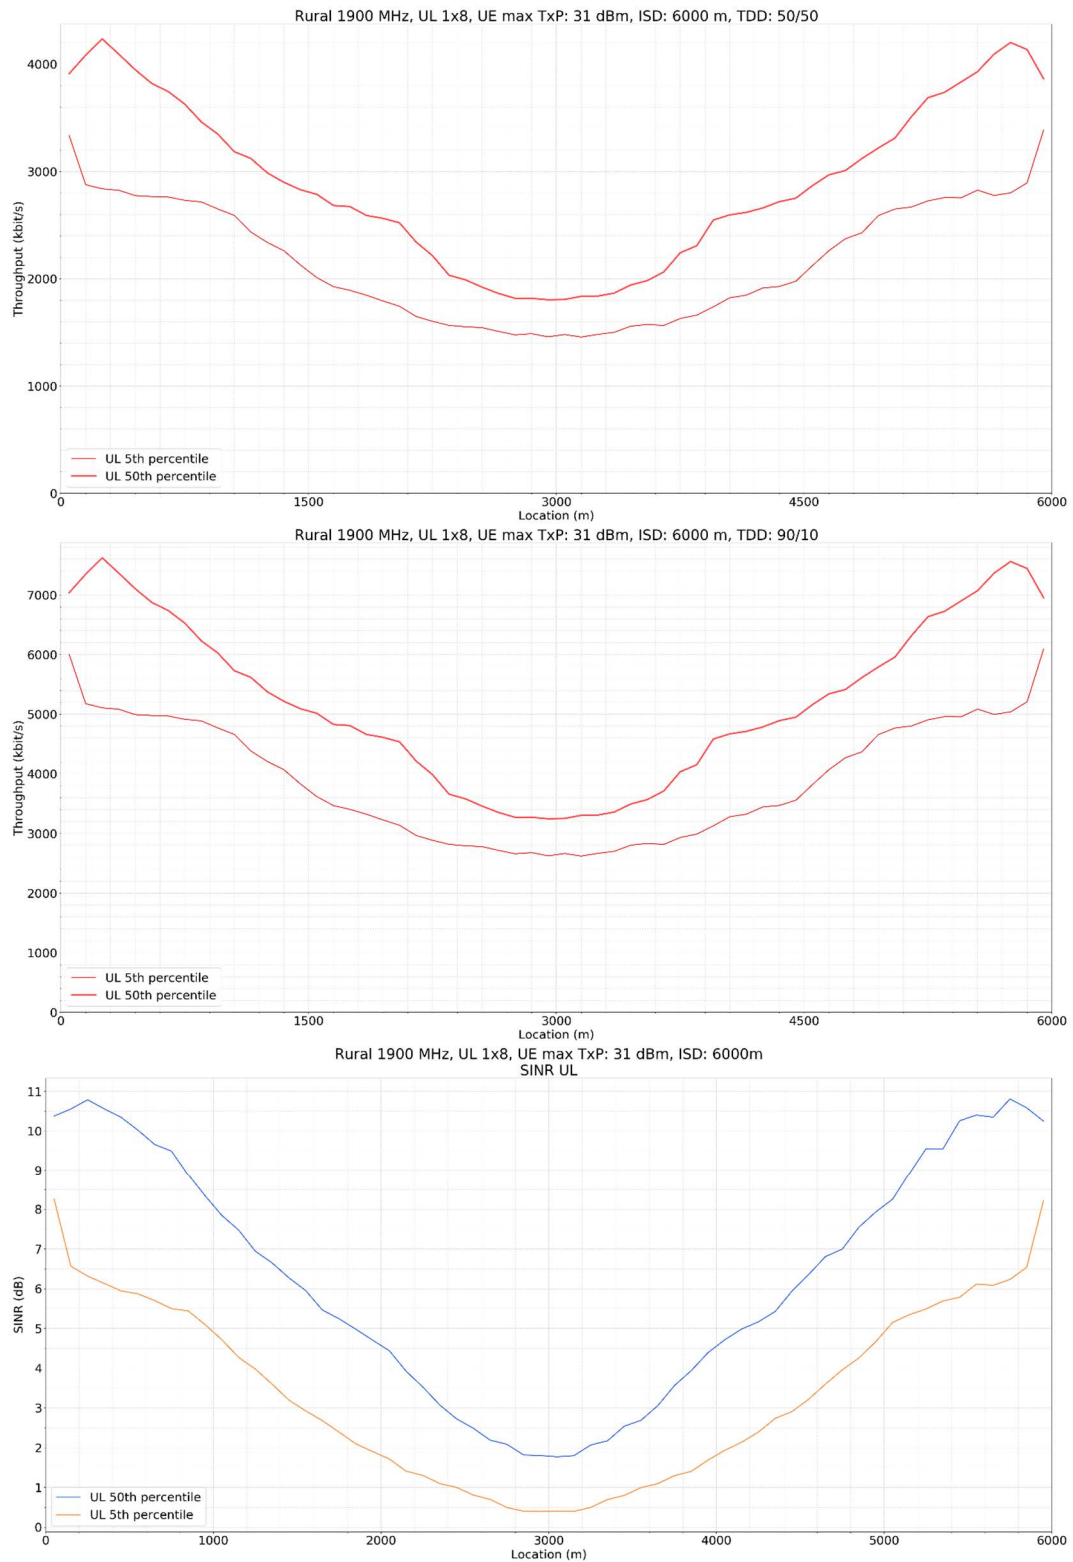 Rural 1900 MHz, UL 1x8, UE max TxP: 31 dBm, ISD: 6000 m, TDD: 50/50
4000
3000
2000
1000
0
Throughput (kbit/s)
UL 5th percentile
UL 50th percentile
0 1500 3000 4500 6000
Location (m)
Rural 1900 MHz, UL 1x8, UE max TxP: 31 dBm, ISD: 6000 m, TDD: 90/10
7000
6000
5000
4000
3000
2000
1000
0
Throughput (kbit/s)
UL 5th percentile
UL 50th percentile
0 1500 3000 4500 6000
Location (m)
Rural 1900 MHz, UL 1x8, UE max TxP: 31 dBm, ISD: 6000m
SINR UL
11
10
9
8
7
6
5
4
3
2
1
0
SINR (dB)
UL 50th percentile
UL 5th percentile
0 1000 2000 3000 4000 5000 6000
Location (m)